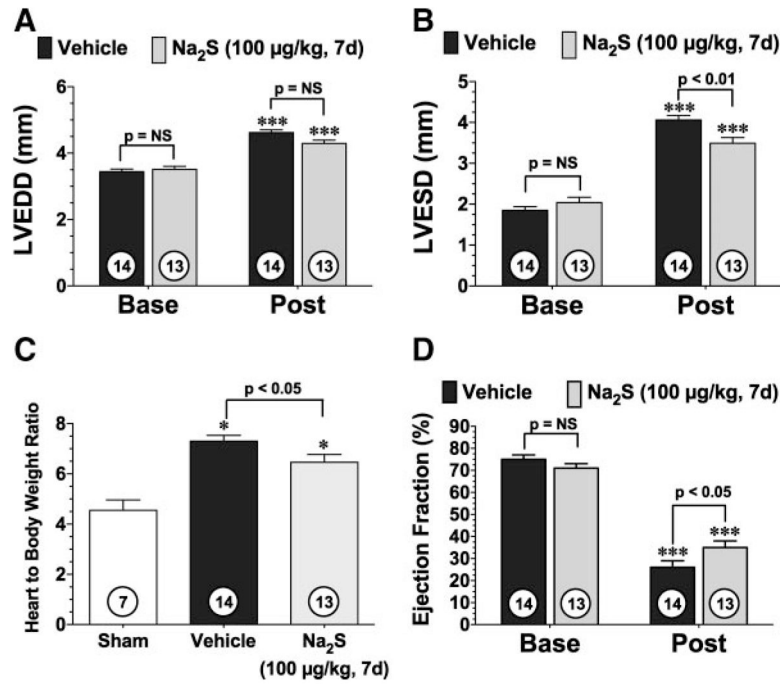 A
Vehicle Na₂S (100 µg/kg, 7d)
LVEDD (mm)
6
4
2
0
p = NS
p = NS
***
***
14
13
14
13
Base Post
B
Vehicle Na₂S (100 µg/kg, 7d)
LVESD (mm)
5
4
3
2
1
0
p = NS
p < 0.01
***
***
14
13
14
13
Base Post
C
Heart to Body Weight Ratio
8
6
4
2
0
p < 0.05
*
*
7
14
13
Sham Vehicle Na₂S
(100 µg/kg, 7d)
D
Vehicle Na₂S (100 µg/kg, 7d)
Ejection Fraction (%)
90
80
70
60
50
40
30
20
10
0
p = NS
p < 0.05
***
***
14
13
14
13
Base Post